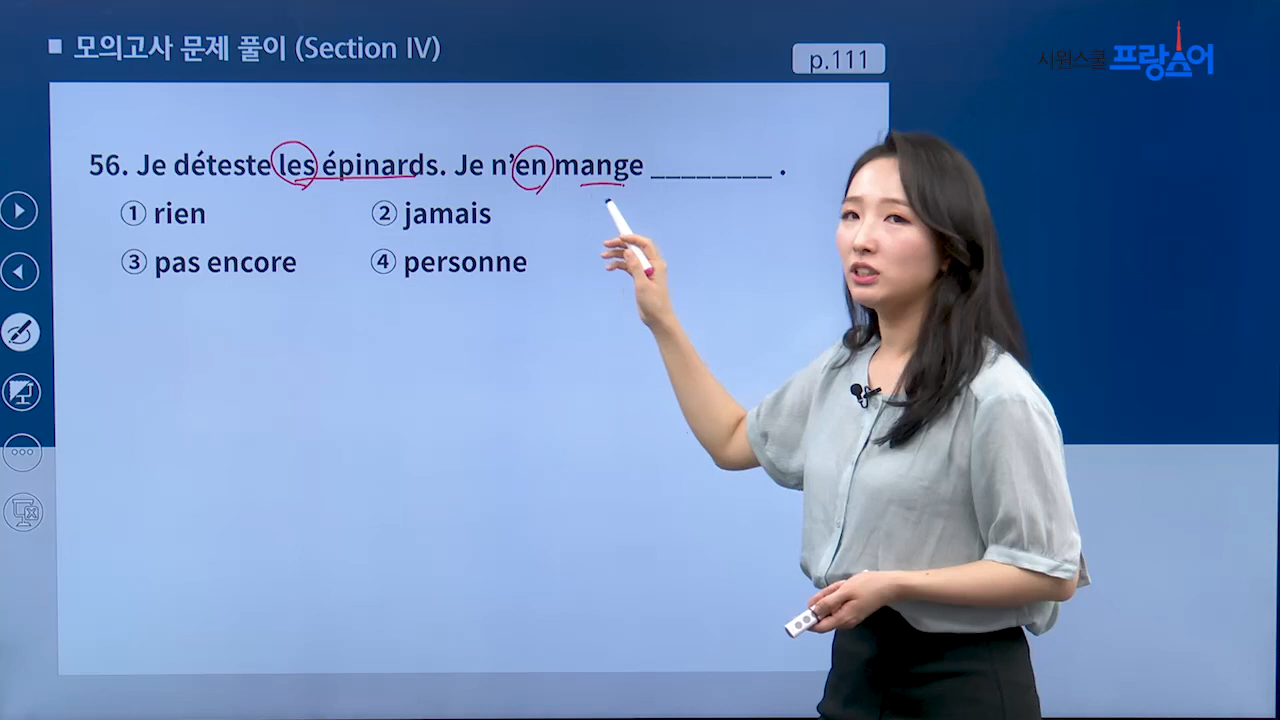 ■ 모의고사 문제 풀이 (Section IV)
p.111
시원스쿨 프랑스어
56. Je déteste les épinards. Je n’en mange ________ .
① rien ② jamais
③ pas encore ④ personne